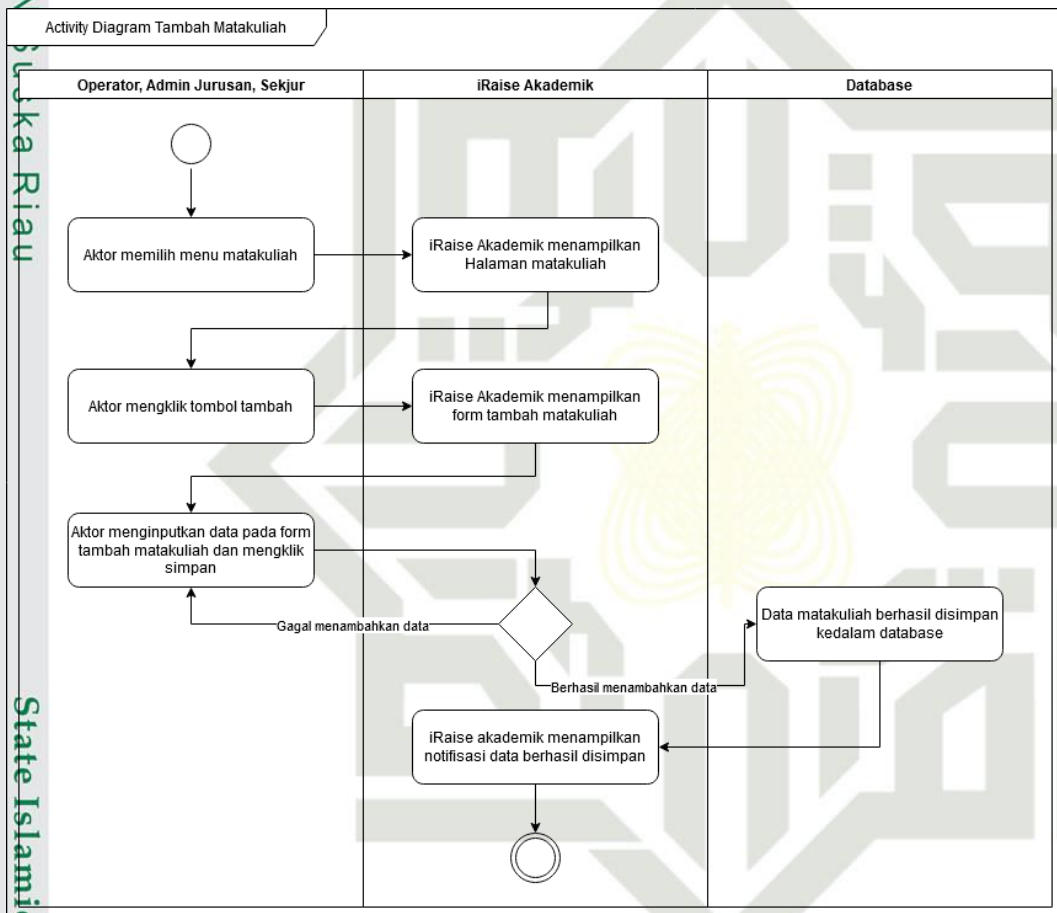 Activity Diagram Tambah Matakuliah
Operator, Admin Jurusan, Sekjur
iRaise Akademik
Database
Aktor memilih menu matakuliah
iRaise Akademik menampilkan
Halaman matakuliah
Aktor mengklik tombol tambah
iRaise Akademik menampilkan
form tambah matakuliah
Aktor menginputkan data pada form
tambah matakuliah dan mengklik
simpan
Gagal menambahkan data
Data matakuliah berhasil disimpan
kedalam database
Berhasil menambahkan data
iRaise akademik menampilkan
notifisasi data berhasil disimpan
Suska Riau
State Islamic